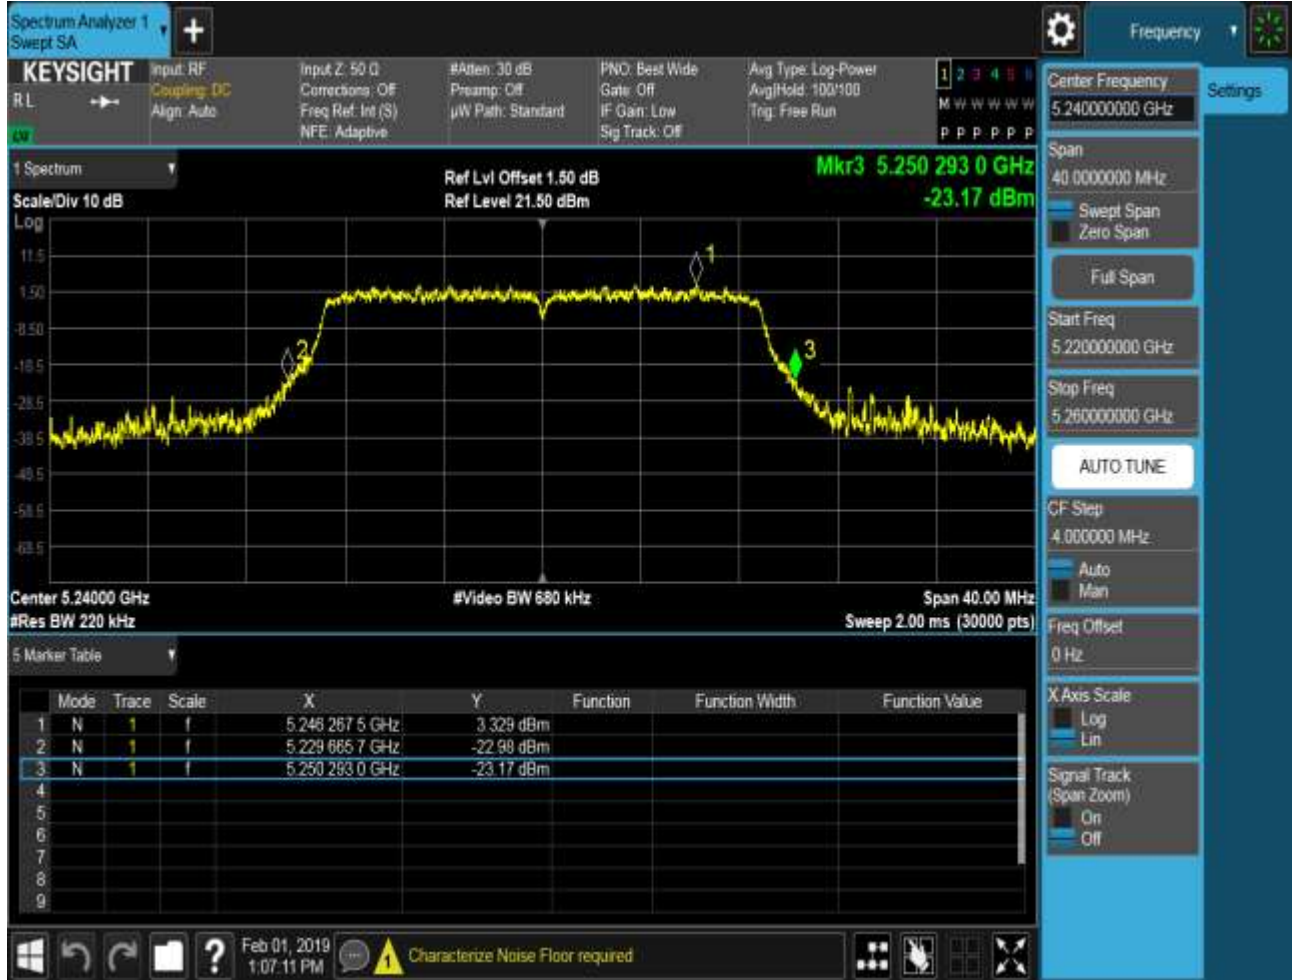 Spectrum Analyzer 1
Swept SA
Frequency
KEYSIGHT
RL
Input: RF
Coupling: DC
Align: Auto
Input Z: 50 Ω
Corrections: Off
Freq Ref: Int (S)
NFE: Adaptive
#Atten: 30 dB
Preamp: Off
µW Path: Standard
PNO: Best Wide
Gate: Off
IF Gain: Low
Sig Track: Off
Avg Type: Log-Power
Avg|Hold: 100/100
Trig: Free Run
1 2 3 4 5 6
M W W W W W
P P P P P P
1 Spectrum
Scale/Div 10 dB
Ref Lvl Offset 1.50 dB
Ref Level 21.50 dBm
Mkr3 5.250 293 0 GHz
-23.17 dBm
Log
11.5
1.50
-8.50
-18.5
-28.5
-38.5
-48.5
-58.5
-68.5
1
2
3
Center 5.24000 GHz
#Video BW 680 kHz
Span 40.00 MHz
#Res BW 220 kHz
Sweep 2.00 ms (30000 pts)
5 Marker Table
Mode Trace Scale X Y Function Function Width Function Value
1 N 1 f 5.246 267 5 GHz 3.329 dBm
2 N 1 f 5.229 665 7 GHz -22.98 dBm
3 N 1 f 5.250 293 0 GHz -23.17 dBm
4
5
6
7
8
9
Center Frequency
5.240000000 GHz
Settings
Span
40.0000000 MHz
Swept Span
Zero Span
Full Span
Start Freq
5.220000000 GHz
Stop Freq
5.260000000 GHz
AUTO TUNE
CF Step
4.000000 MHz
Auto
Man
Freq Offset
0 Hz
X Axis Scale
Log
Lin
Signal Track
(Span Zoom)
On
Off
?
Feb 01, 2019
1:07:11 PM
1
Characterize Noise Floor required